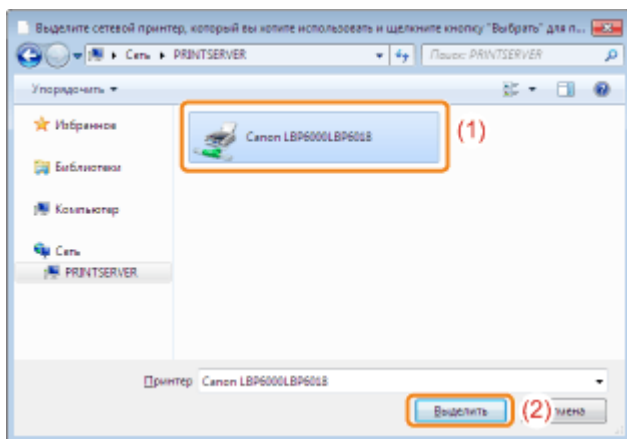 Выделите сетевой принтер, который вы хотите использовать и щелкните кнопку "Выбрать" для п...
Сеть PRINTSERVER Поиск: PRINTSERVER
Упорядочить
Избранное
Canon LBP6000LBP6018 (1)
Библиотеки
Компьютер
Сеть
PRINTSERVER
Принтер Canon LBP6000LBP6018
Выделить (2) тмена